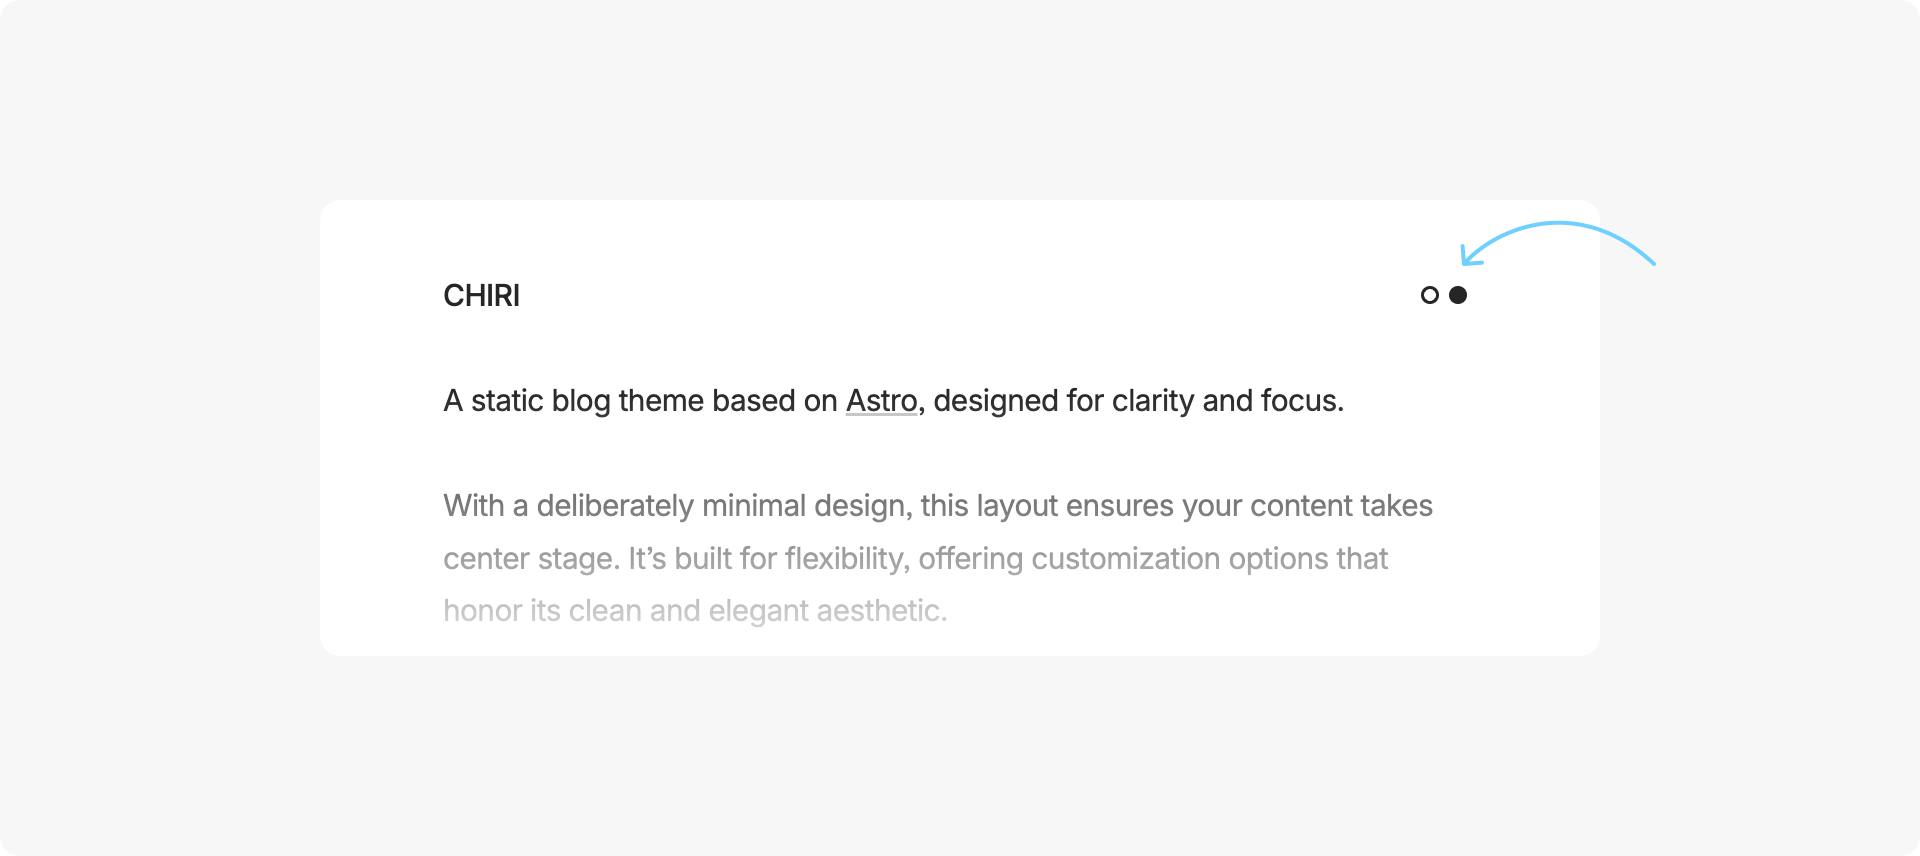 CHIRI
A static blog theme based on Astro, designed for clarity and focus.
With a deliberately minimal design, this layout ensures your content takes
center stage. It’s built for flexibility, offering customization options that
honor its clean and elegant aesthetic.